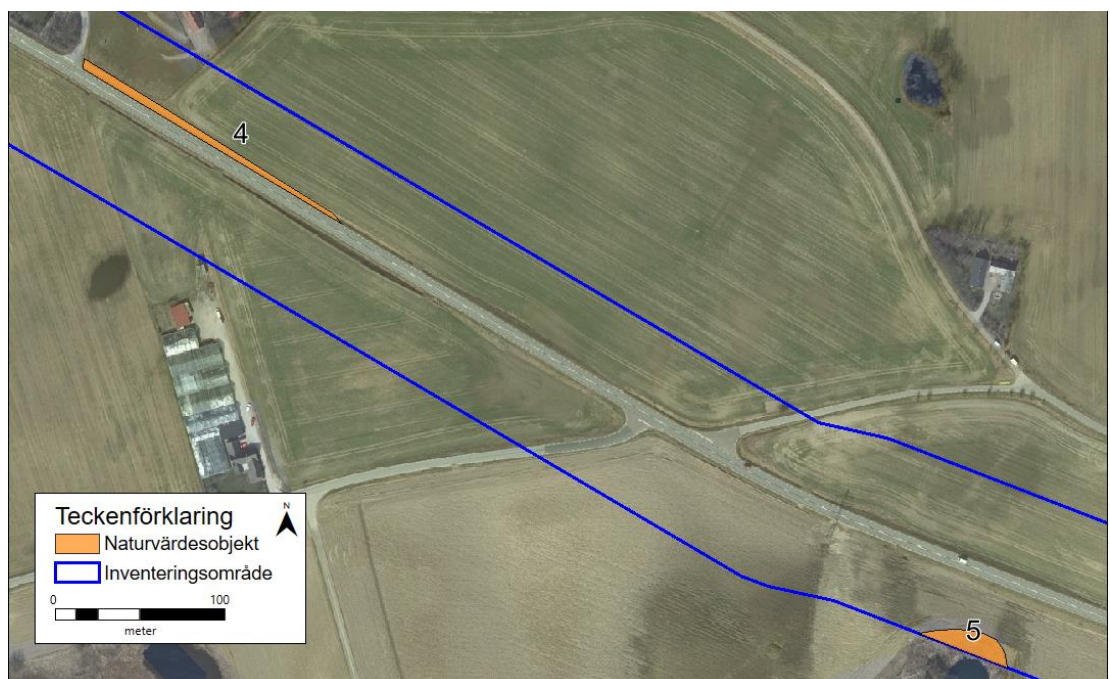 4
5
Teckenförklaring
N
Naturvärdesobjekt
Inventeringsområde
0 100
meter